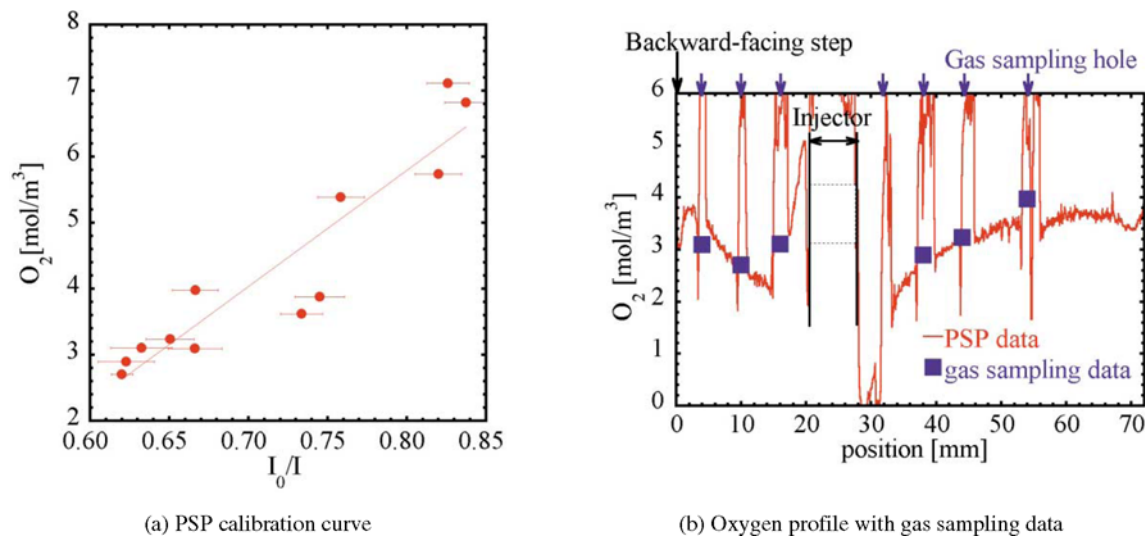 8
7
6
5
4
3
2
O₂[mol/m³]
0.60
0.65
0.70
0.75
0.80
0.85
I₀/I
(a) PSP calibration curve
Backward-facing step
Gas sampling hole
Injector
6
5
4
3
2
1
0
O₂ [mol/m³]
PSP data
gas sampling data
0
10
20
30
40
50
60
70
position [mm]
(b) Oxygen profile with gas sampling data